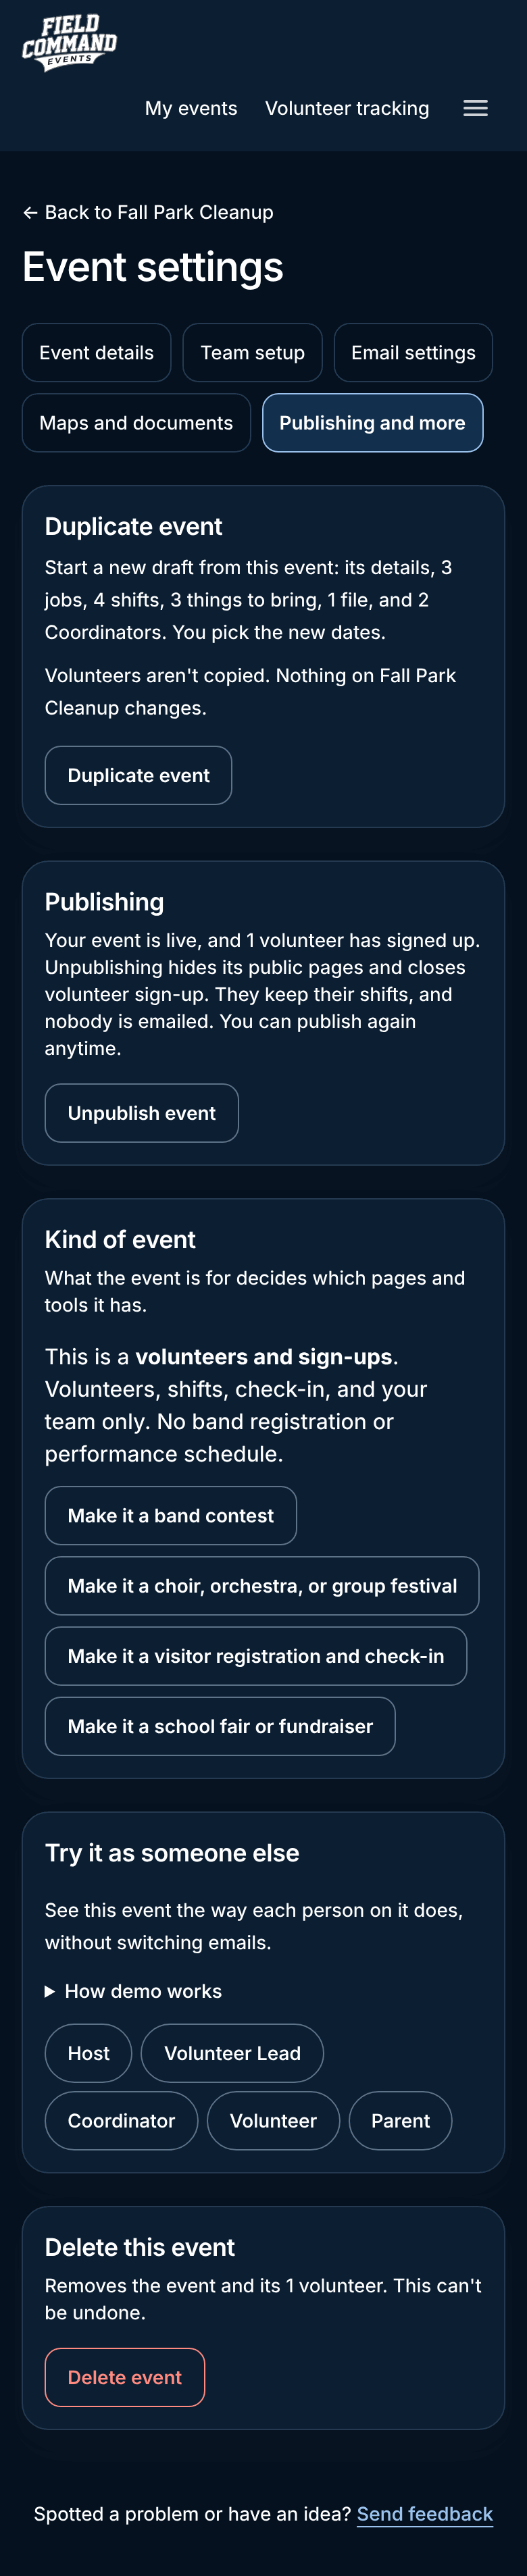 FIELD
COMMAND
EVENTS
My events
Volunteer tracking
← Back to Fall Park Cleanup
Event settings
Event details
Team setup
Email settings
Maps and documents
Publishing and more
Duplicate event
Start a new draft from this event: its details, 3
jobs, 4 shifts, 3 things to bring, 1 file, and 2
Coordinators. You pick the new dates.
Volunteers aren't copied. Nothing on Fall Park
Cleanup changes.
Duplicate event
Publishing
Your event is live, and 1 volunteer has signed up.
Unpublishing hides its public pages and closes
volunteer sign-up. They keep their shifts, and
nobody is emailed. You can publish again
anytime.
Unpublish event
Kind of event
What the event is for decides which pages and
tools it has.
This is a volunteers and sign-ups.
Volunteers, shifts, check-in, and your
team only. No band registration or
performance schedule.
Make it a band contest
Make it a choir, orchestra, or group festival
Make it a visitor registration and check-in
Make it a school fair or fundraiser
Try it as someone else
See this event the way each person on it does,
without switching emails.
▶ How demo works
Host
Volunteer Lead
Coordinator
Volunteer
Parent
Delete this event
Removes the event and its 1 volunteer. This can't
be undone.
Delete event
Spotted a problem or have an idea? Send feedback